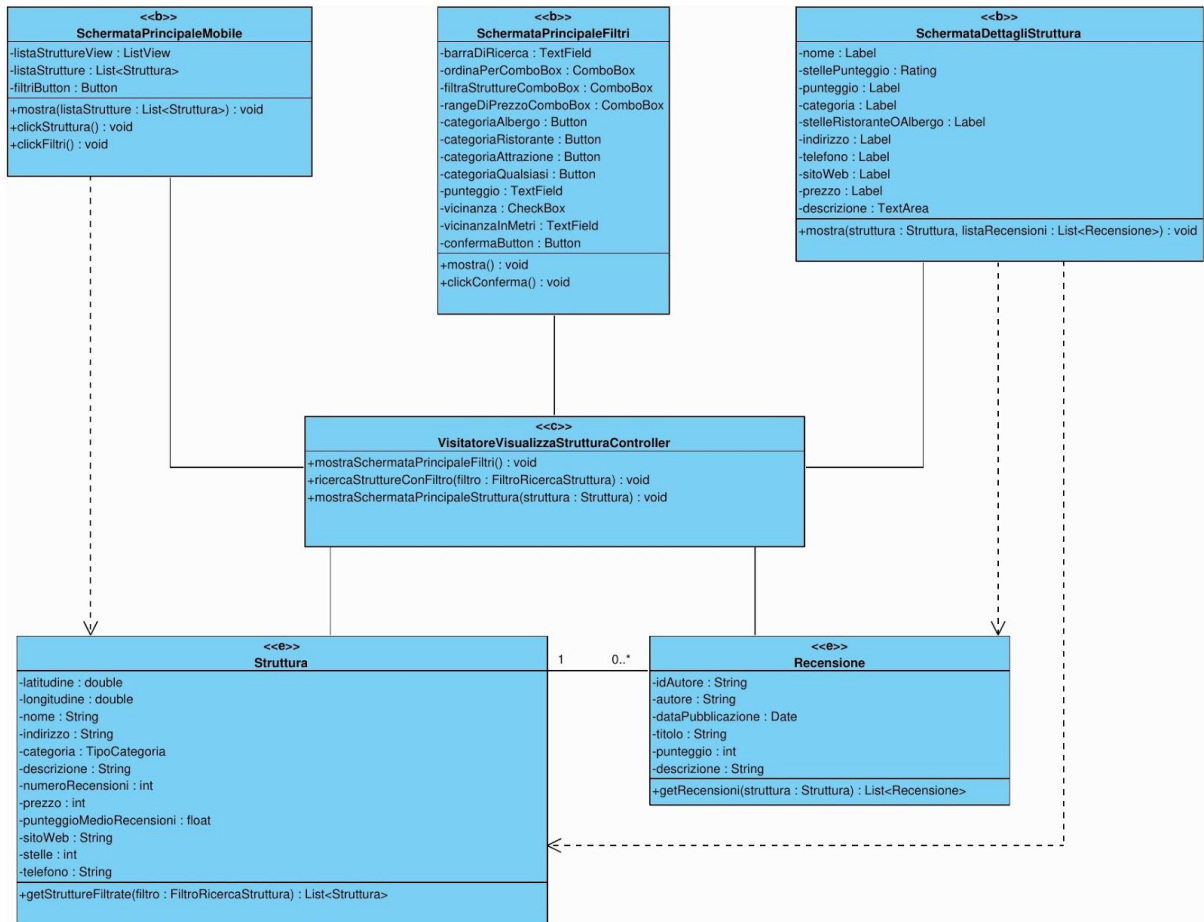 <<b>>
SchermataPrincipaleMobile
-listaStruttureView : ListView
-listaStrutture : List<Struttura>
-filtriButton : Button
+mostra(listaStrutture : List<Struttura>) : void
+clickStruttura() : void
+clickFiltri() : void
<<b>>
SchermataPrincipaleFiltri
-barraDiRicerca : TextField
-ordinaPerComboBox : ComboBox
-filtraStruttureComboBox : ComboBox
-rangeDiPrezzoComboBox : ComboBox
-categoriaAlbergo : Button
-categoriaRistorante : Button
-categoriaAttrazione : Button
-categoriaQualsiasi : Button
-punteggio : TextField
-vicinanza : CheckBox
-vicinanzaInMetri : TextField
-confermaButton : Button
+mostra() : void
+clickConferma() : void
<<b>>
SchermataDettagliStruttura
-nome : Label
-stellePunteggio : Rating
-punteggio : Label
-categoria : Label
-stelleRistoranteOAlbergo : Label
-indirizzo : Label
-telefono : Label
-sitoWeb : Label
-prezzo : Label
-descrizione : TextArea
+mostra(struttura : Struttura, listaRecensioni : List<Recensione>) : void
<<c>>
VisitatoreVisualizzaStrutturaController
+mostraSchermataPrincipaleFiltri() : void
+ricercaStruttureConFiltro(filtro : FiltroRicercaStruttura) : void
+mostraSchermataPrincipaleStruttura(struttura : Struttura) : void
<<e>>
Struttura
-latitudine : double
-longitudine : double
-nome : String
-indirizzo : String
-categoria : TipoCategoria
-descrizione : String
-numeroRecensioni : int
-prezzo : int
-punteggioMedioRecensioni : float
-sitoWeb : String
-stelle : int
-telefono : String
+getStruttureFiltrate(filtro : FiltroRicercaStruttura) : List<Struttura>
1 0..*
<<e>>
Recensione
-idAutore : String
-autore : String
-dataPubblicazione : Date
-titolo : String
-punteggio : int
-descrizione : String
+getRecensioni(struttura : Struttura) : List<Recensione>